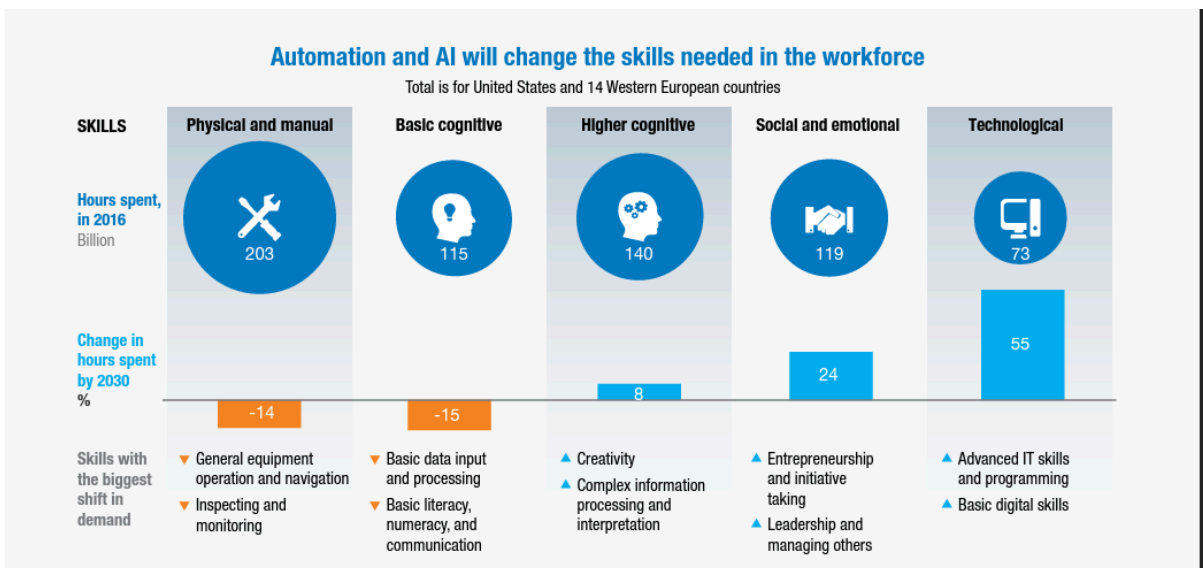 Automation and AI will change the skills needed in the workforce
Total is for United States and 14 Western European countries
SKILLS
Physical and manual
Basic cognitive
Higher cognitive
Social and emotional
Technological
Hours spent,
in 2016
Billion
203
115
140
119
73
Change in
hours spent
by 2030
%
-14
-15
8
24
55
Skills with
the biggest
shift in
demand
General equipment
operation and navigation
Inspecting and
monitoring
Basic data input
and processing
Basic literacy,
numeracy, and
communication
Creativity
Complex information
processing and
interpretation
Entrepreneurship
and initiative
taking
Leadership and
managing others
Advanced IT skills
and programming
Basic digital skills